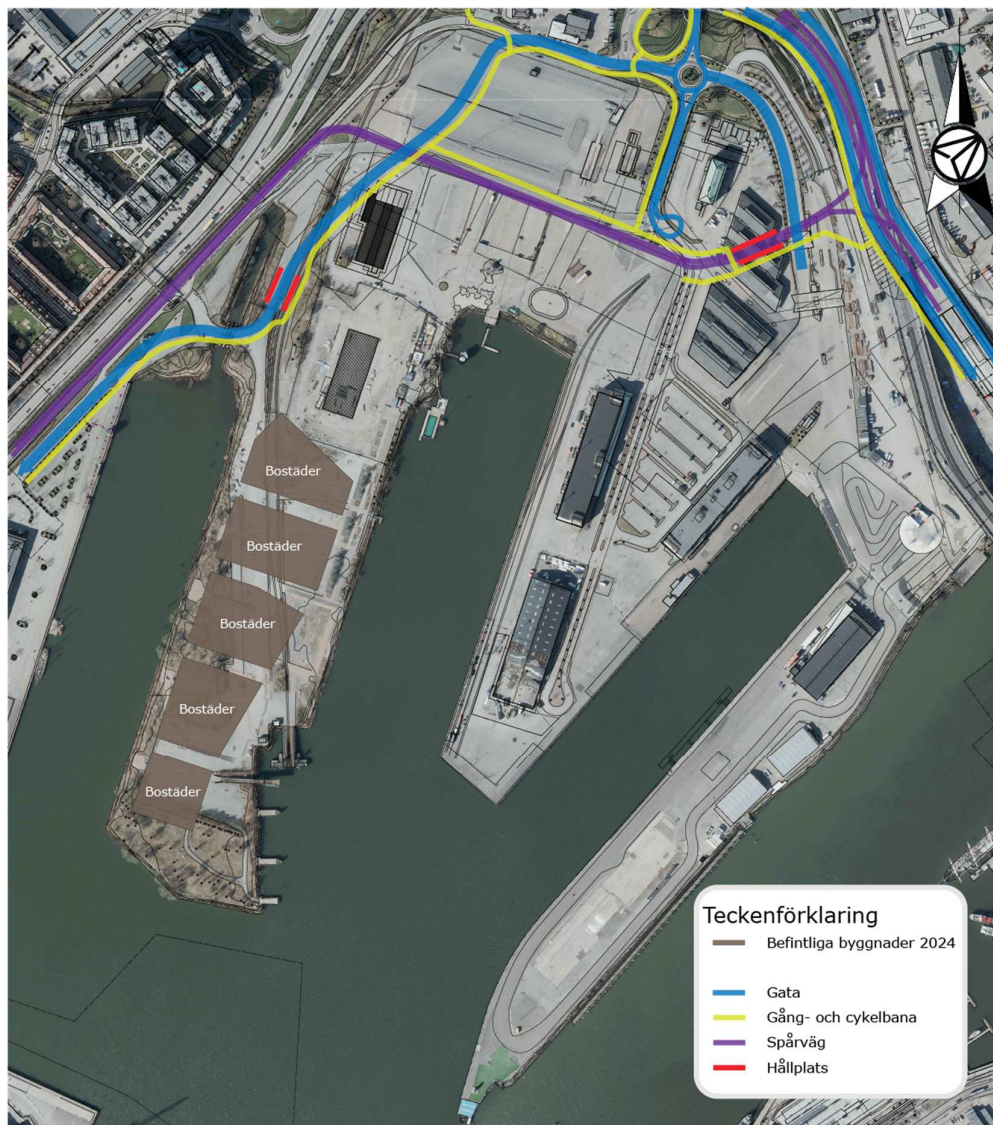 Bostäder
Bostäder
Bostäder
Bostäder
Bostäder
Teckenförklaring
Befintliga byggnader 2024
Gata
Gång- och cykelbana
Spårväg
Hållplats